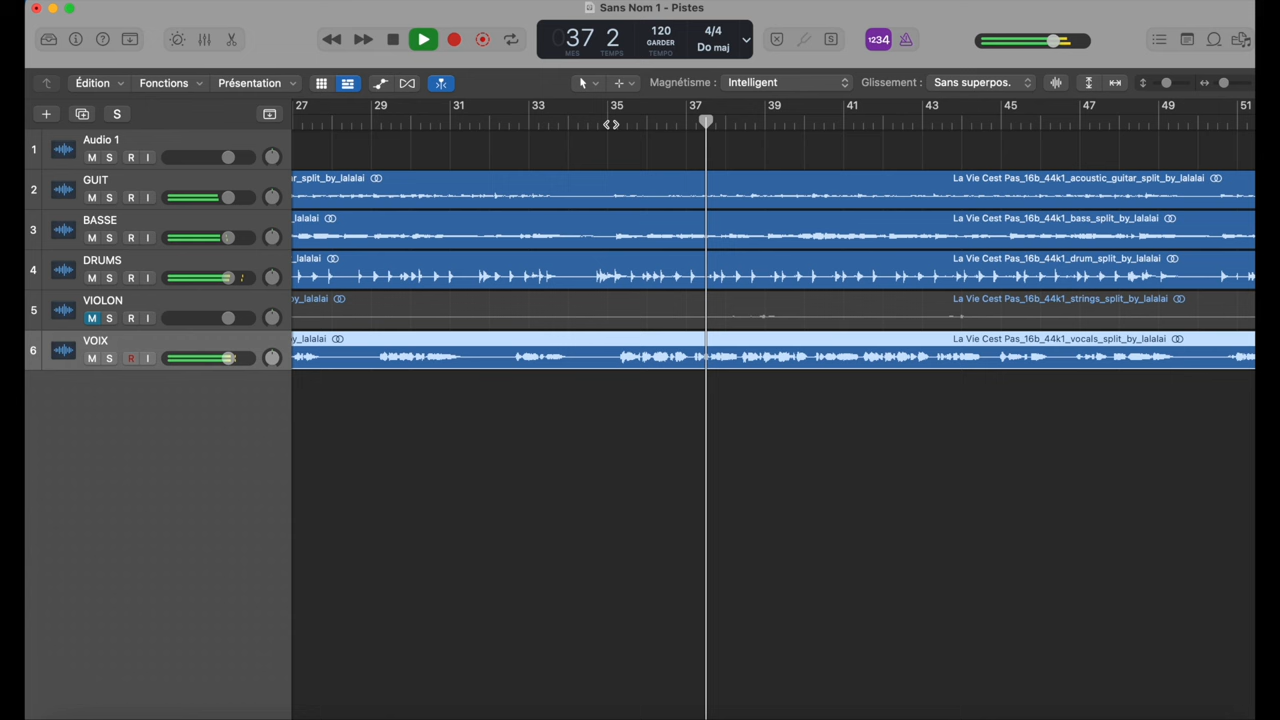 Sans Nom 1 - Pistes
37 2
MES TEMPS
120
GARDER
TEMPO
4/4
Do maj
S
1234
Édition Fonctions Présentation
Magnétisme : Intelligent
Glissement : Sans superpos.
S
27 29 31 33 35 37 39 41 43 45 47 49 51
1 Audio 1
M S R I
2 GUIT
M S R I
r_split_by_lalalai
La Vie Cest Pas_16b_44k1_acoustic_guitar_split_by_lalalai
3 BASSE
M S R I
_lalalai
La Vie Cest Pas_16b_44k1_bass_split_by_lalalai
4 DRUMS
M S R I
_lalalai
La Vie Cest Pas_16b_44k1_drum_split_by_lalalai
5 VIOLON
M S R I
by_lalalai
La Vie Cest Pas_16b_44k1_strings_split_by_lalalai
6 VOIX
M S R I
y_lalalai
La Vie Cest Pas_16b_44k1_vocals_split_by_lalalai